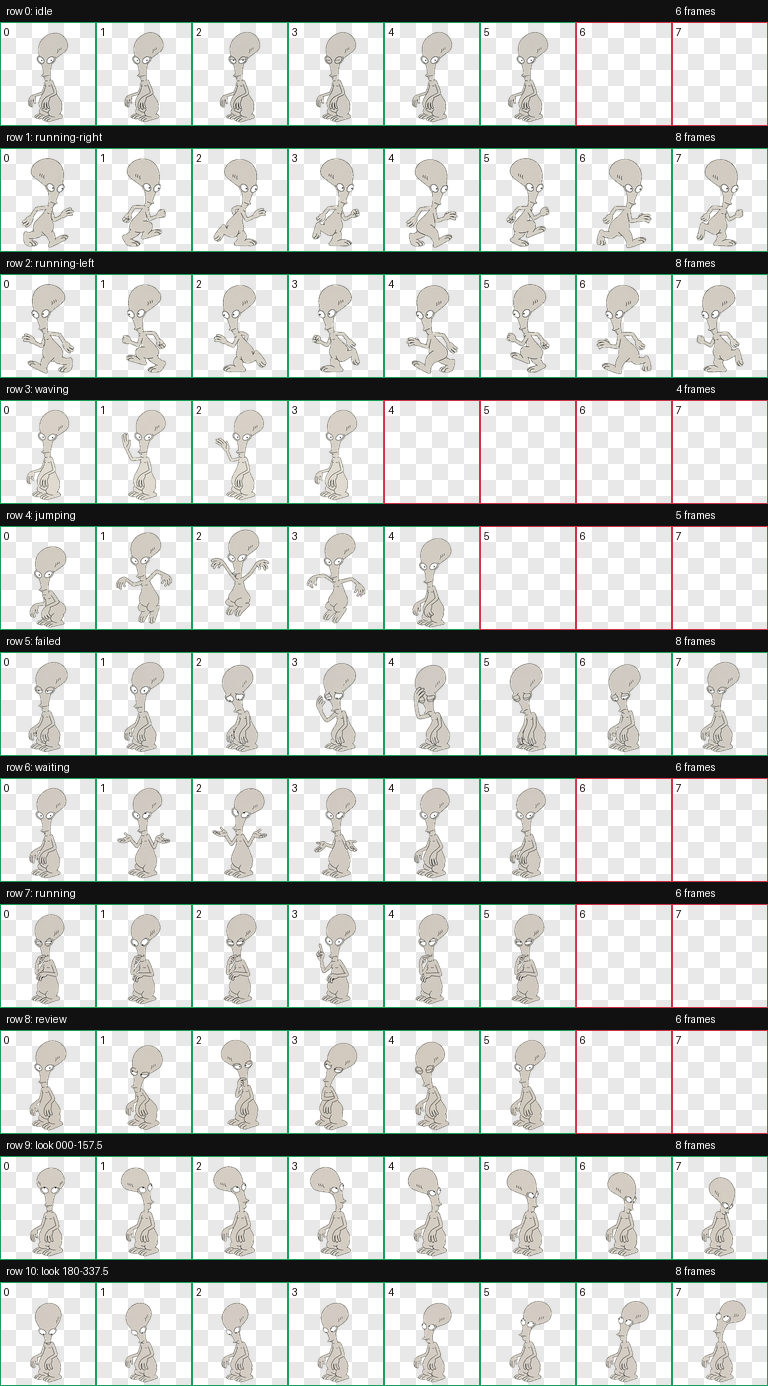 row 0: idle 6 frames
0 1 2 3 4 5 6 7
row 1: running-right 8 frames
0 1 2 3 4 5 6 7
row 2: running-left 8 frames
0 1 2 3 4 5 6 7
row 3: waving 4 frames
0 1 2 3 4 5 6 7
row 4: jumping 5 frames
0 1 2 3 4 5 6 7
row 5: failed 8 frames
0 1 2 3 4 5 6 7
row 6: waiting 6 frames
0 1 2 3 4 5 6 7
row 7: running 6 frames
0 1 2 3 4 5 6 7
row 8: review 6 frames
0 1 2 3 4 5 6 7
row 9: look 000-157.5 8 frames
0 1 2 3 4 5 6 7
row 10: look 180-337.5 8 frames
0 1 2 3 4 5 6 7